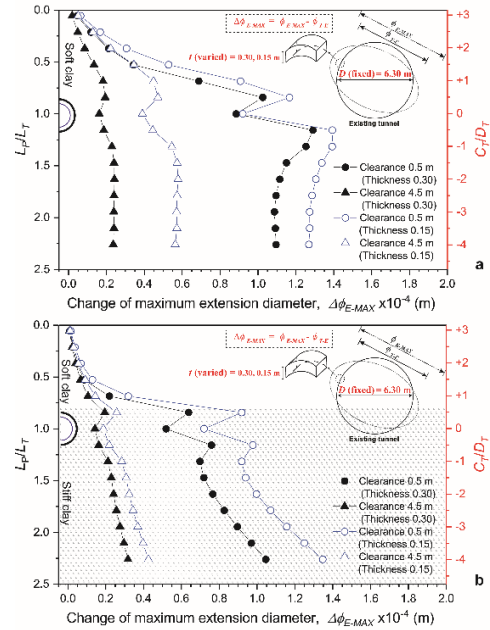 0.0
0.5
1.0
1.5
2.0
2.5
L_P/L_T
Soft clay
Δϕ_E-MAX = ϕ_E-MAX - ϕ_I-E
t (varied) = 0.30, 0.15 m
ϕ_E-MAX
ϕ_I-E
D (fixed) = 6.30 m
Existing tunnel
Clearance 0.5 m
(Thickness 0.30)
Clearance 4.5 m
(Thickness 0.30)
Clearance 0.5 m
(Thickness 0.15)
Clearance 4.5 m
(Thickness 0.15)
+3
+2
+1
0
-1
-2
-3
-4
C_T/D_T
a
0.0 0.2 0.4 0.6 0.8 1.0 1.2 1.4 1.6 1.8 2.0
Change of maximum extension diameter, Δϕ_E-MAX x10^-4 (m)
0.0
0.5
1.0
1.5
2.0
2.5
L_P/L_T
Soft clay
Stiff clay
Δϕ_E-MAX = ϕ_E-MAX - ϕ_I-E
t (varied) = 0.30, 0.15 m
ϕ_E-MAX
ϕ_I-E
D (fixed) = 6.30 m
Existing tunnel
Clearance 0.5 m
(Thickness 0.30)
Clearance 4.5 m
(Thickness 0.30)
Clearance 0.5 m
(Thickness 0.15)
Clearance 4.5 m
(Thickness 0.15)
+3
+2
+1
0
-1
-2
-3
-4
C_T/D_T
b
0.0 0.2 0.4 0.6 0.8 1.0 1.2 1.4 1.6 1.8 2.0
Change of maximum extension diameter, Δϕ_E-MAX x10^-4 (m)